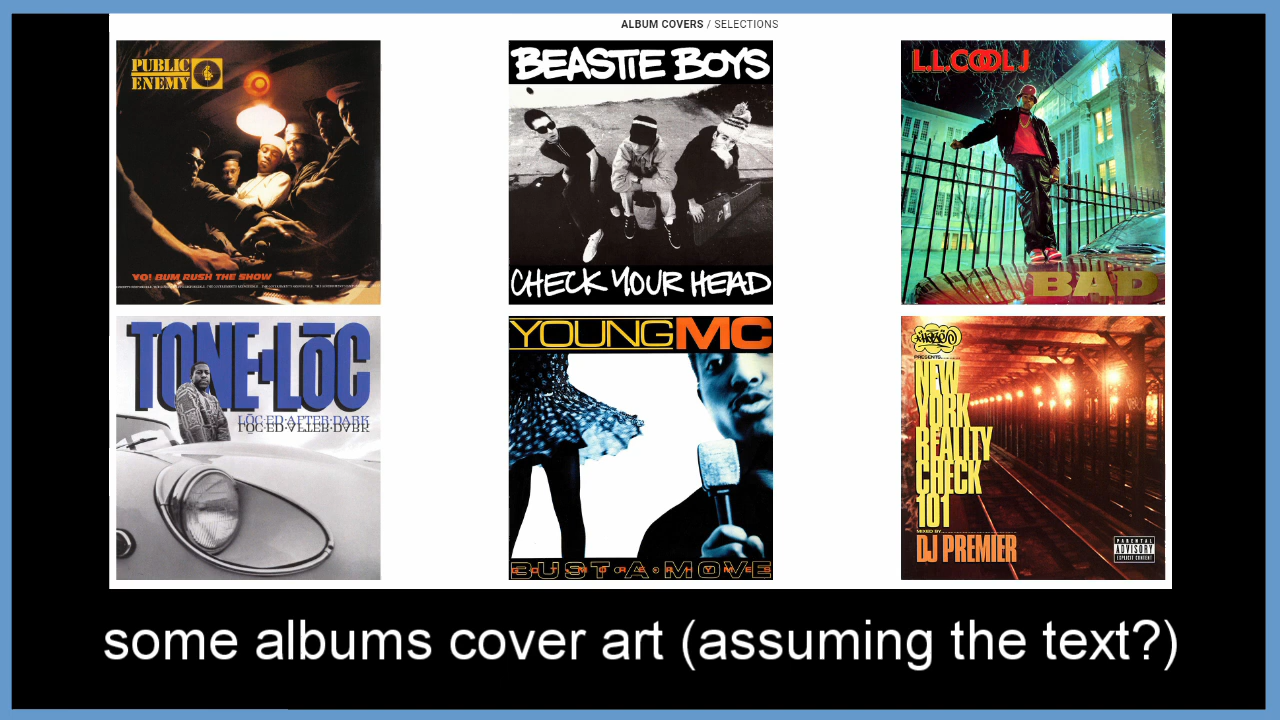 ALBUM COVERS / SELECTIONS
PUBLIC
ENEMY
YO! BUM RUSH THE SHOW
BEASTIE BOYS
CHECK YOUR HEAD
L.L.COOL J
BAD
TONE-LŌC
LŌC·ED·AFTER·DARK
YOUNG MC
BUST·A·MOVE
PRESENTS...
NEW
YORK
REALITY
CHECK
101
MIXED BY
DJ PREMIER
PARENTAL
ADVISORY
EXPLICIT CONTENT
some albums cover art (assuming the text?)